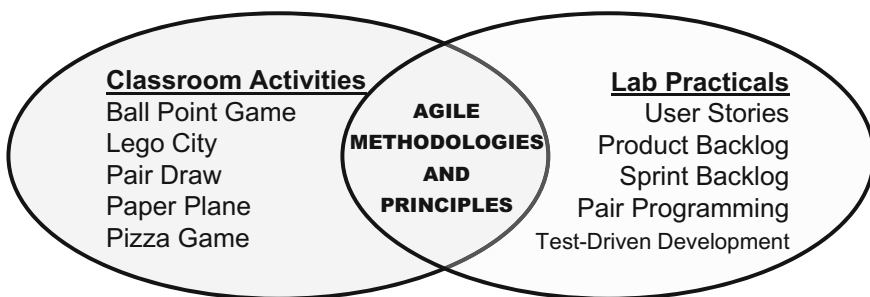 Classroom Activities
Ball Point Game
Lego City
Pair Draw
Paper Plane
Pizza Game
AGILE
METHODOLOGIES
AND
PRINCIPLES
Lab Practicals
User Stories
Product Backlog
Sprint Backlog
Pair Programming
Test-Driven Development